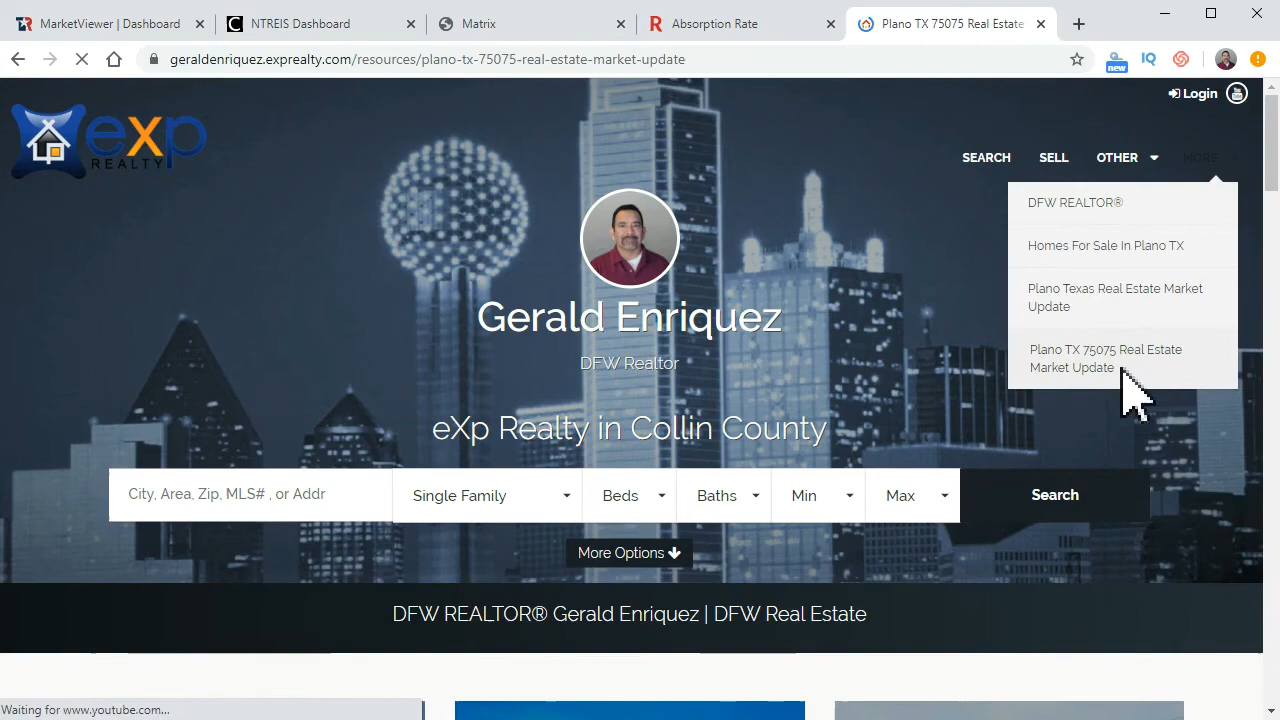 MarketViewer | Dashboard
NTREIS Dashboard
Matrix
Absorption Rate
Plano TX 75075 Real Estate
geraldenriquez.exprealty.com/resource9/plano-tx-75075-real-estate-market-update
new
IQ
Login
exp
REALTY
SEARCH
SELL
OTHER
MORE
DFW REALTOR®
Homes For Sale In Plano TX
Plano Texas Real Estate Market
Update
Plano TX 75075 Real Estate
Market Update
Gerald Enriquez
DFW Realtor
eXp Realty in Collin County
City, Area, Zip, MLS# , or Addr
Single Family
Beds
Baths
Min
Max
Search
More Options
DFW REALTOR® Gerald Enriquez | DFW Real Estate
Waiting for www.youtube.com...